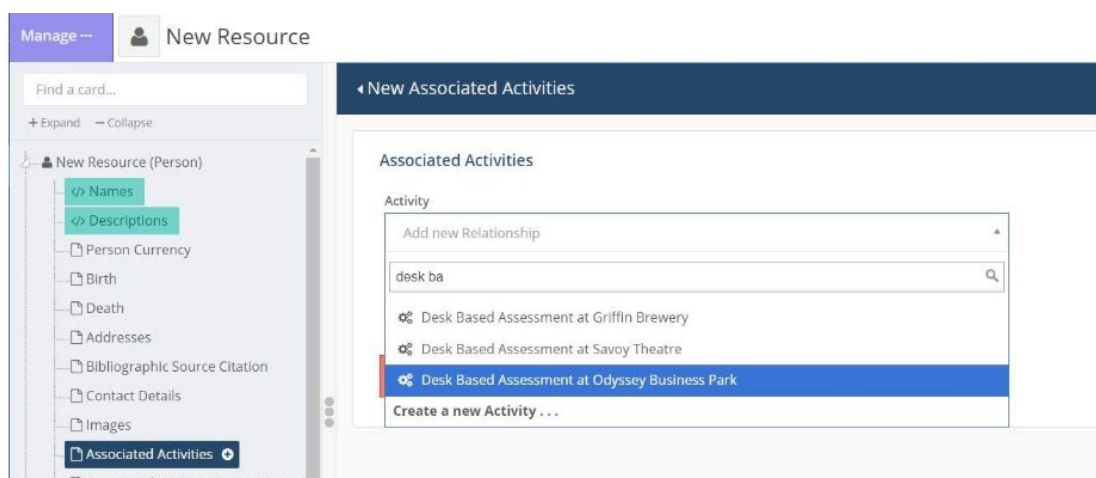 Manage
New Resource
Find a card...
+ Expand − Collapse
New Resource (Person)
</> Names
</> Descriptions
Person Currency
Birth
Death
Addresses
Bibliographic Source Citation
Contact Details
Images
Associated Activities
New Associated Activities
Associated Activities
Activity
Add new Relationship
desk ba
Desk Based Assessment at Griffin Brewery
Desk Based Assessment at Savoy Theatre
Desk Based Assessment at Odyssey Business Park
Create a new Activity . . .